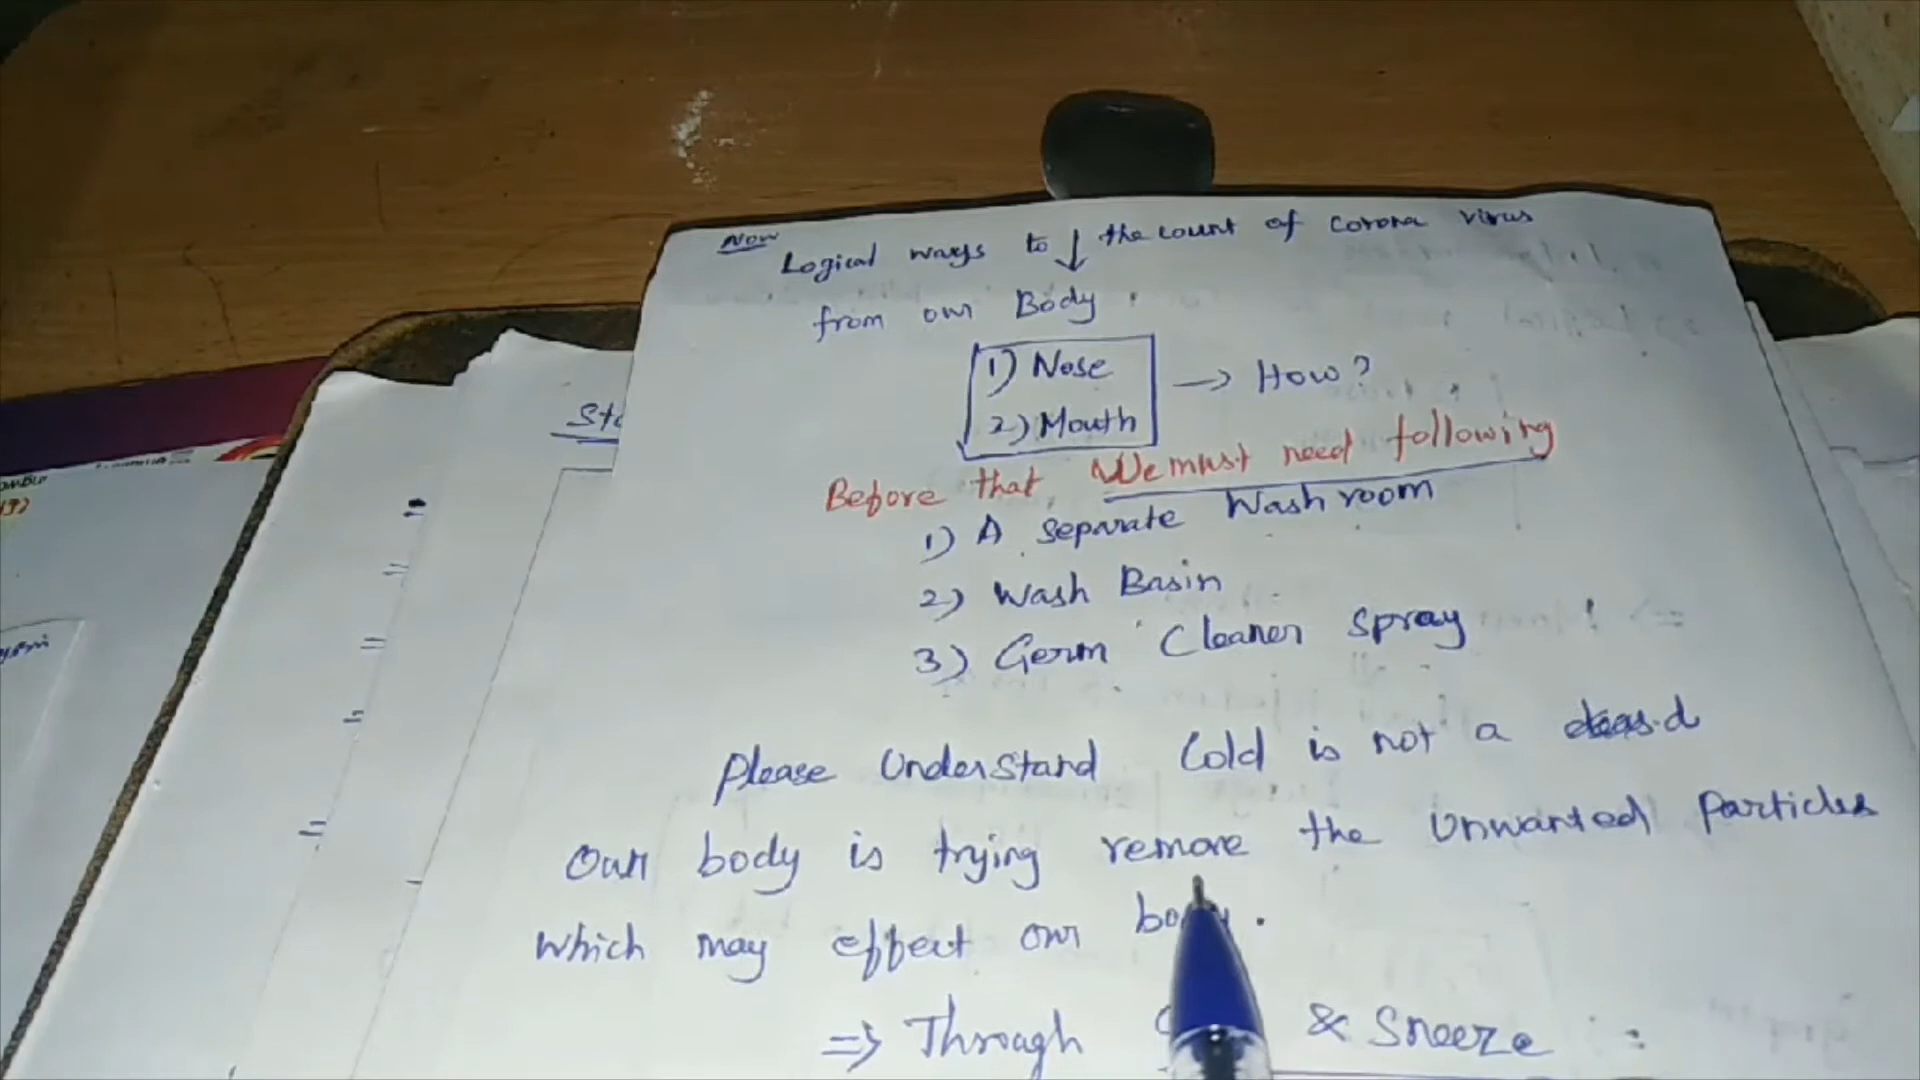 Now
Logical ways to ↓ the count of corona virus
from our Body
1) Nose
2) Mouth
→ How?
Before that, We must need following
1) A separate Wash room
2) Wash Basin
3) Germ Cleaner spray
Please Understand Cold is not a
Our body is trying remove the Unwanted Particles
which may effect our body.
⇒ Through & Sneeze